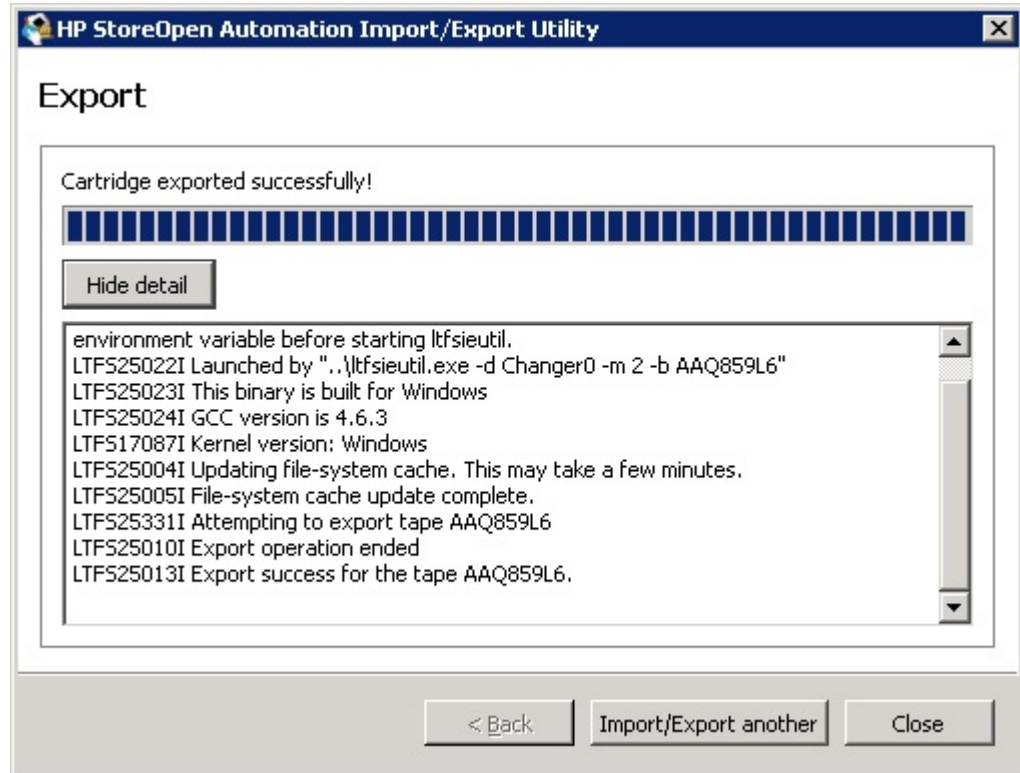 HP StoreOpen Automation Import/Export Utility
Export
Cartridge exported successfully!
Hide detail
environment variable before starting ltfsieutil.
LTFS25022I Launched by "..\ltfsieutil.exe -d Changer0 -m 2 -b AAQ859L6"
LTFS25023I This binary is built for Windows
LTFS25024I GCC version is 4.6.3
LTFS17087I Kernel version: Windows
LTFS25004I Updating file-system cache. This may take a few minutes.
LTFS25005I File-system cache update complete.
LTFS25331I Attempting to export tape AAQ859L6
LTFS25010I Export operation ended
LTFS25013I Export success for the tape AAQ859L6.
< Back
Import/Export another
Close